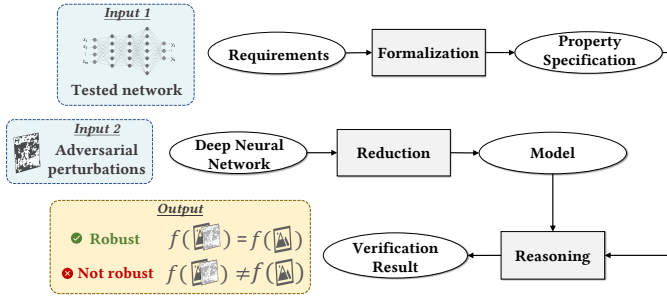 Input 1
Tested network
Requirements
Formalization
Property
Specification
Input 2
Adversarial
perturbations
Deep Neural
Network
Reduction
Model
Output
Robust f( ) = f( )
Not robust f( ) ≠ f( )
Verification
Result
Reasoning